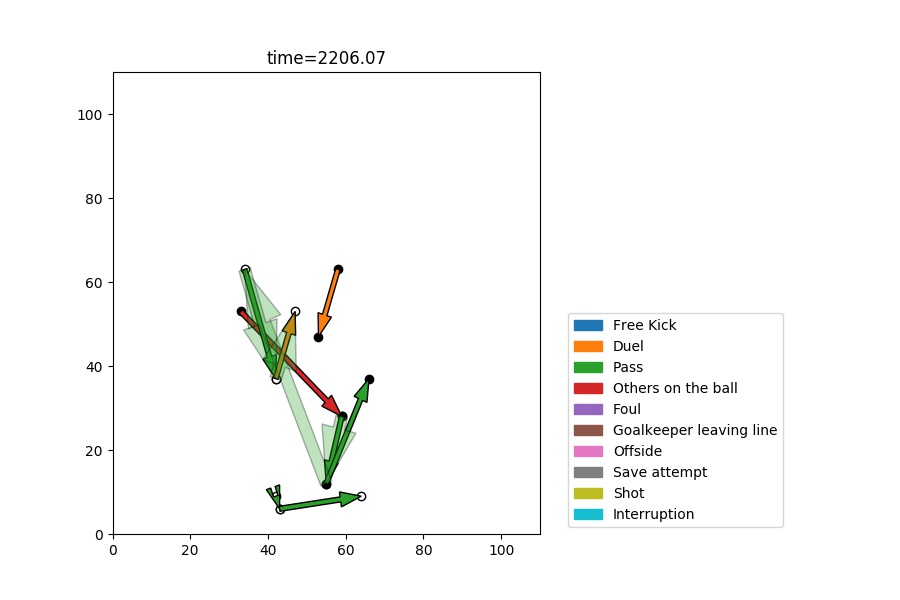 time=2206.07
100
80
60
40
20
0
0 20 40 60 80 100
Free Kick
Duel
Pass
Others on the ball
Foul
Goalkeeper leaving line
Offside
Save attempt
Shot
Interruption